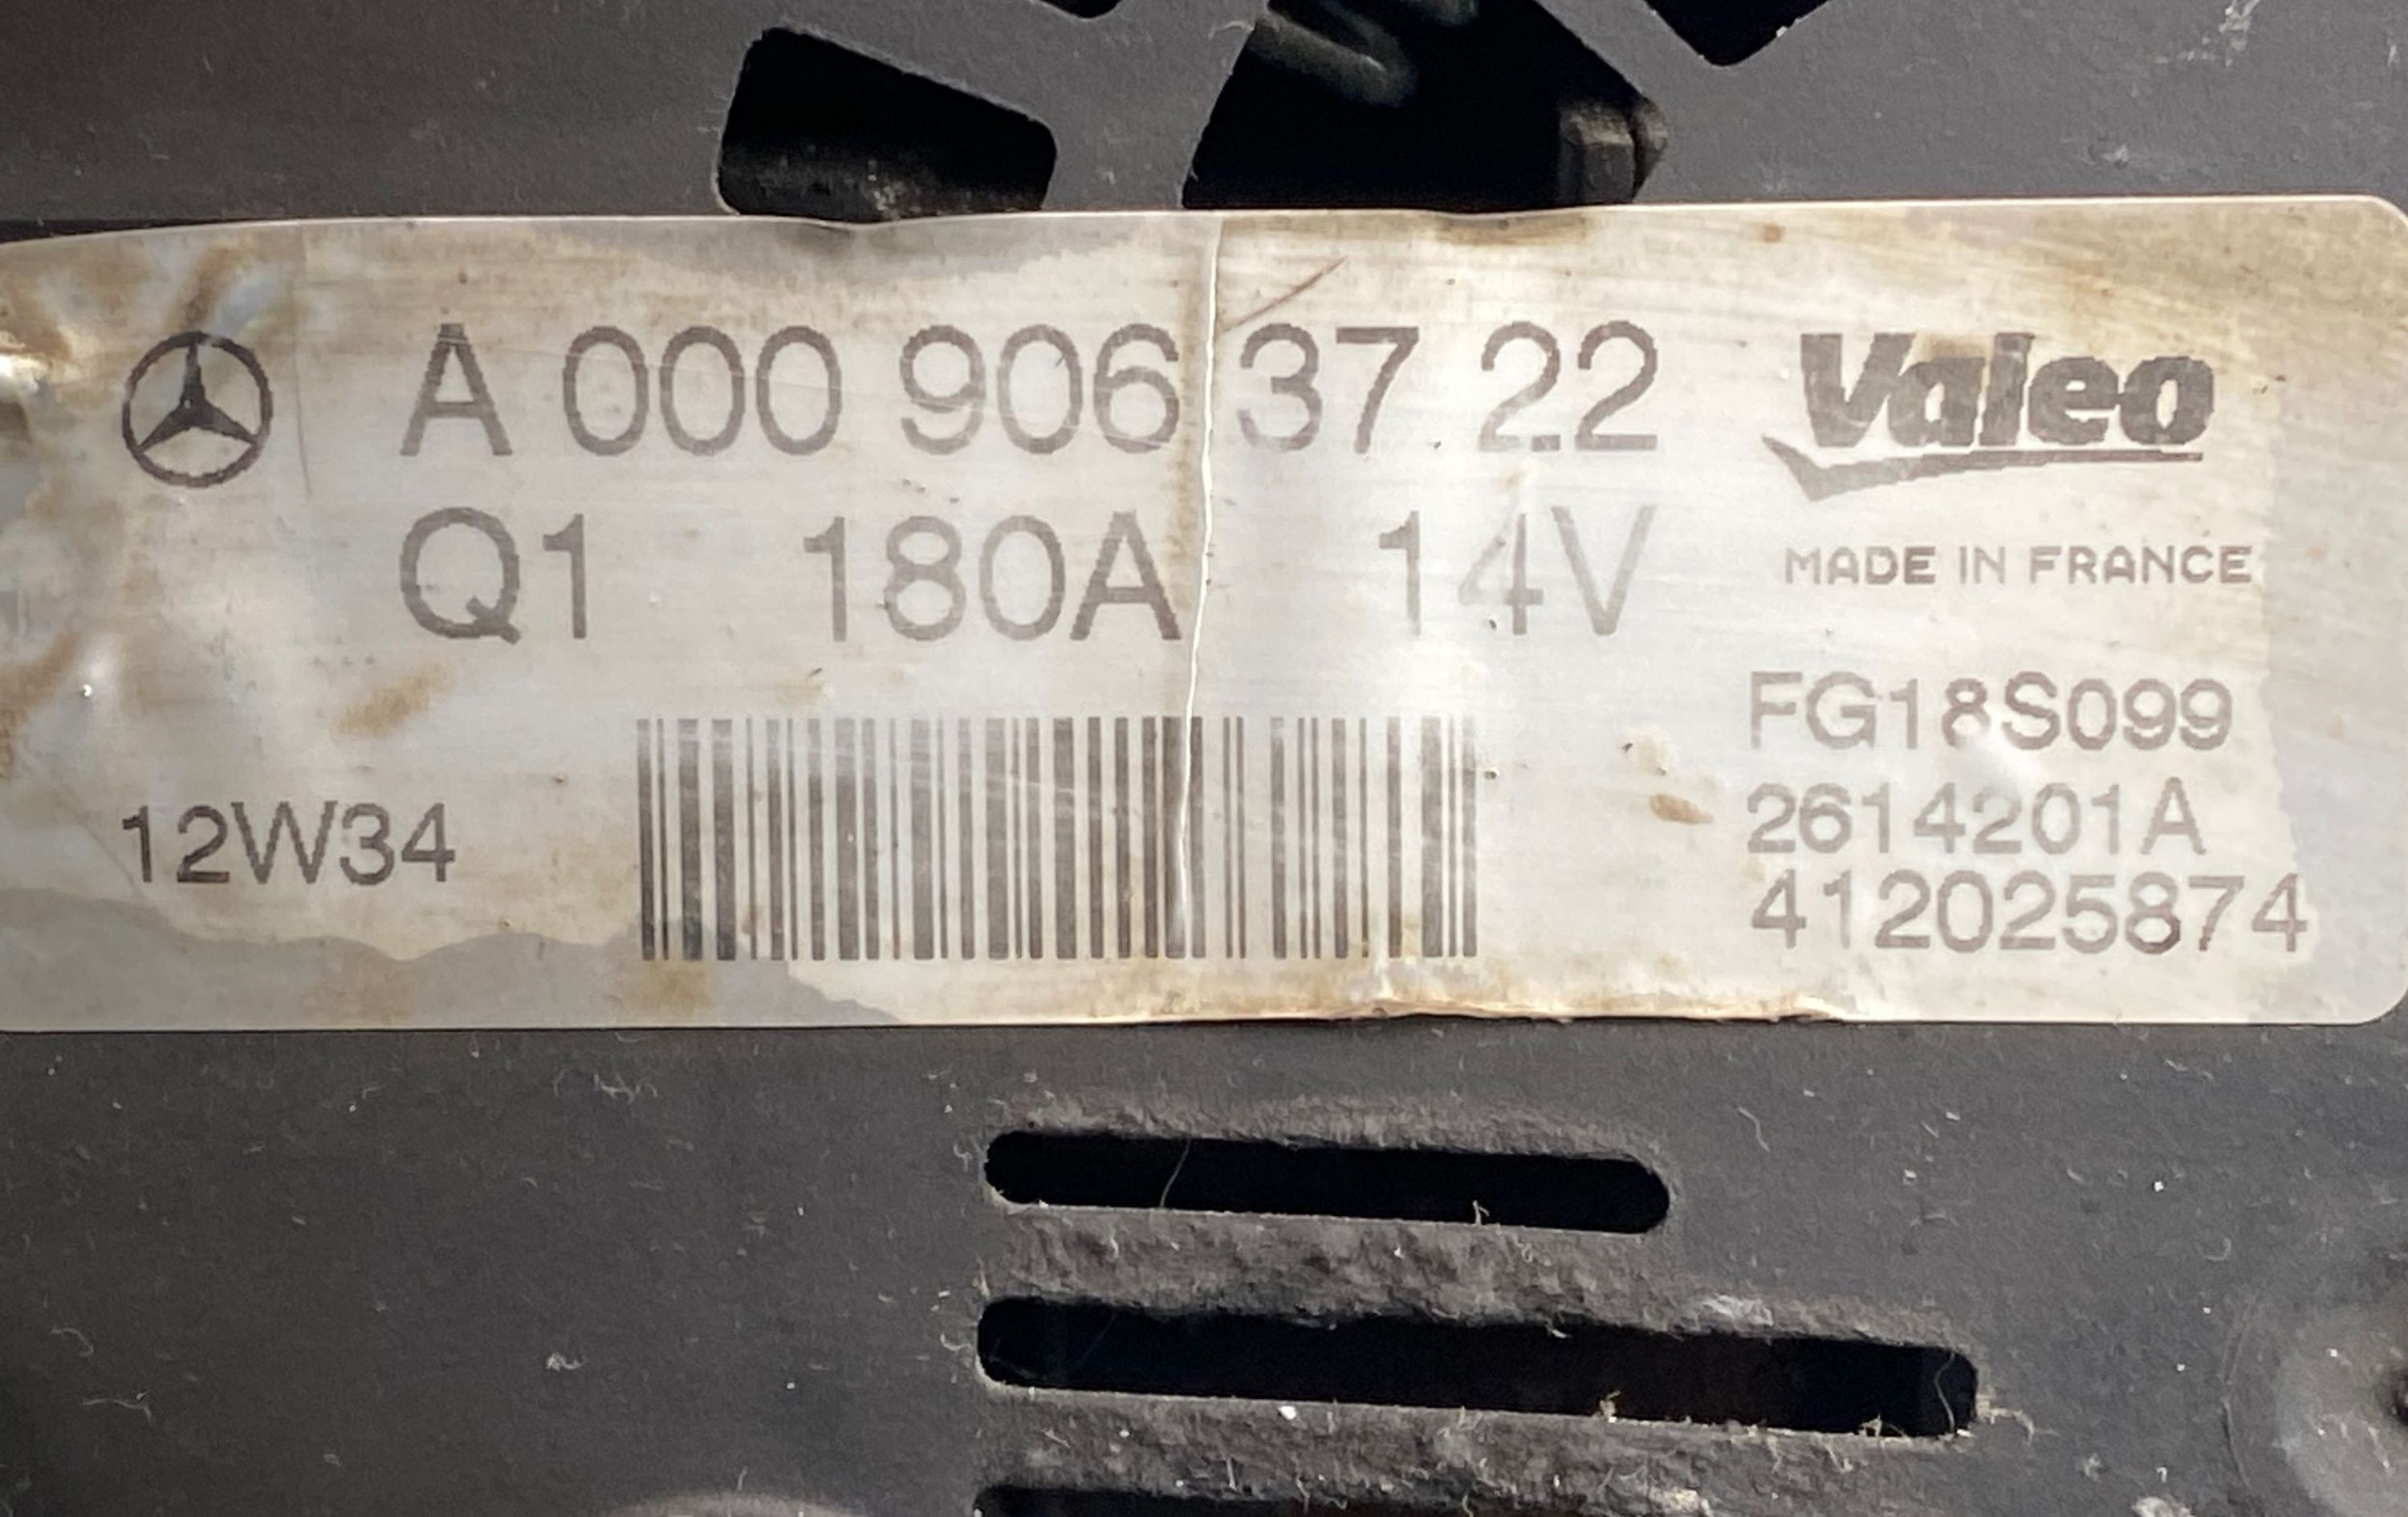 A 000 906 37 22
Valeo
Q1 180A 14V
MADE IN FRANCE
FG18S099
12W34
2614201A
412025874